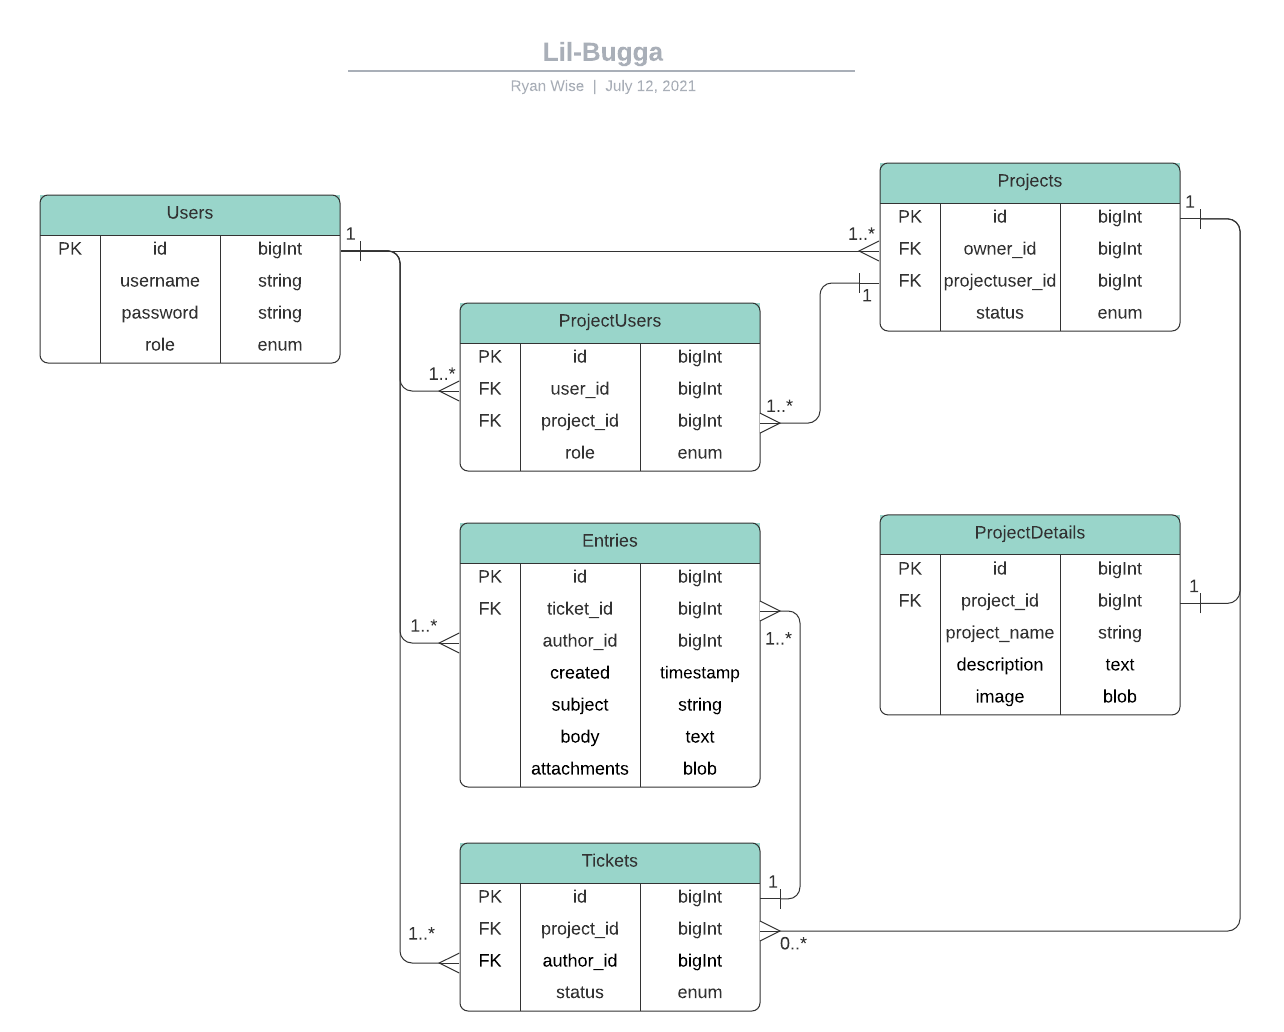 Lil-Bugga
Ryan Wise | July 12, 2021
Users
PK id bigInt
username string
password string
role enum
1
1..*
1..*
1..*
1..*
Projects
PK id bigInt
FK owner_id bigInt
FK projectuser_id bigInt
status enum
1
1
ProjectUsers
PK id bigInt
FK user_id bigInt
FK project_id bigInt
role enum
1..*
Entries
PK id bigInt
FK ticket_id bigInt
author_id bigInt
created timestamp
subject string
body text
attachments blob
1..*
ProjectDetails
PK id bigInt
FK project_id bigInt
project_name string
description text
image blob
1
Tickets
PK id bigInt
FK project_id bigInt
FK author_id bigInt
status enum
1
0..*